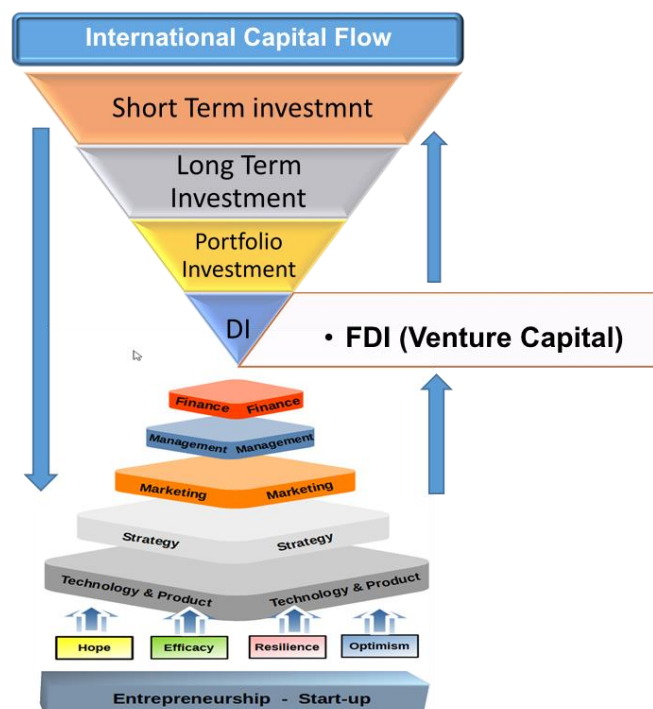 International Capital Flow
Short Term investmnt
Long Term
Investment
Portfolio
Investment
DI
• FDI (Venture Capital)
Finance Finance
Management Management
Marketing Marketing
Strategy Strategy
Technology & Product Technology & Product
Hope Efficacy Resilience Optimism
Entrepreneurship - Start-up